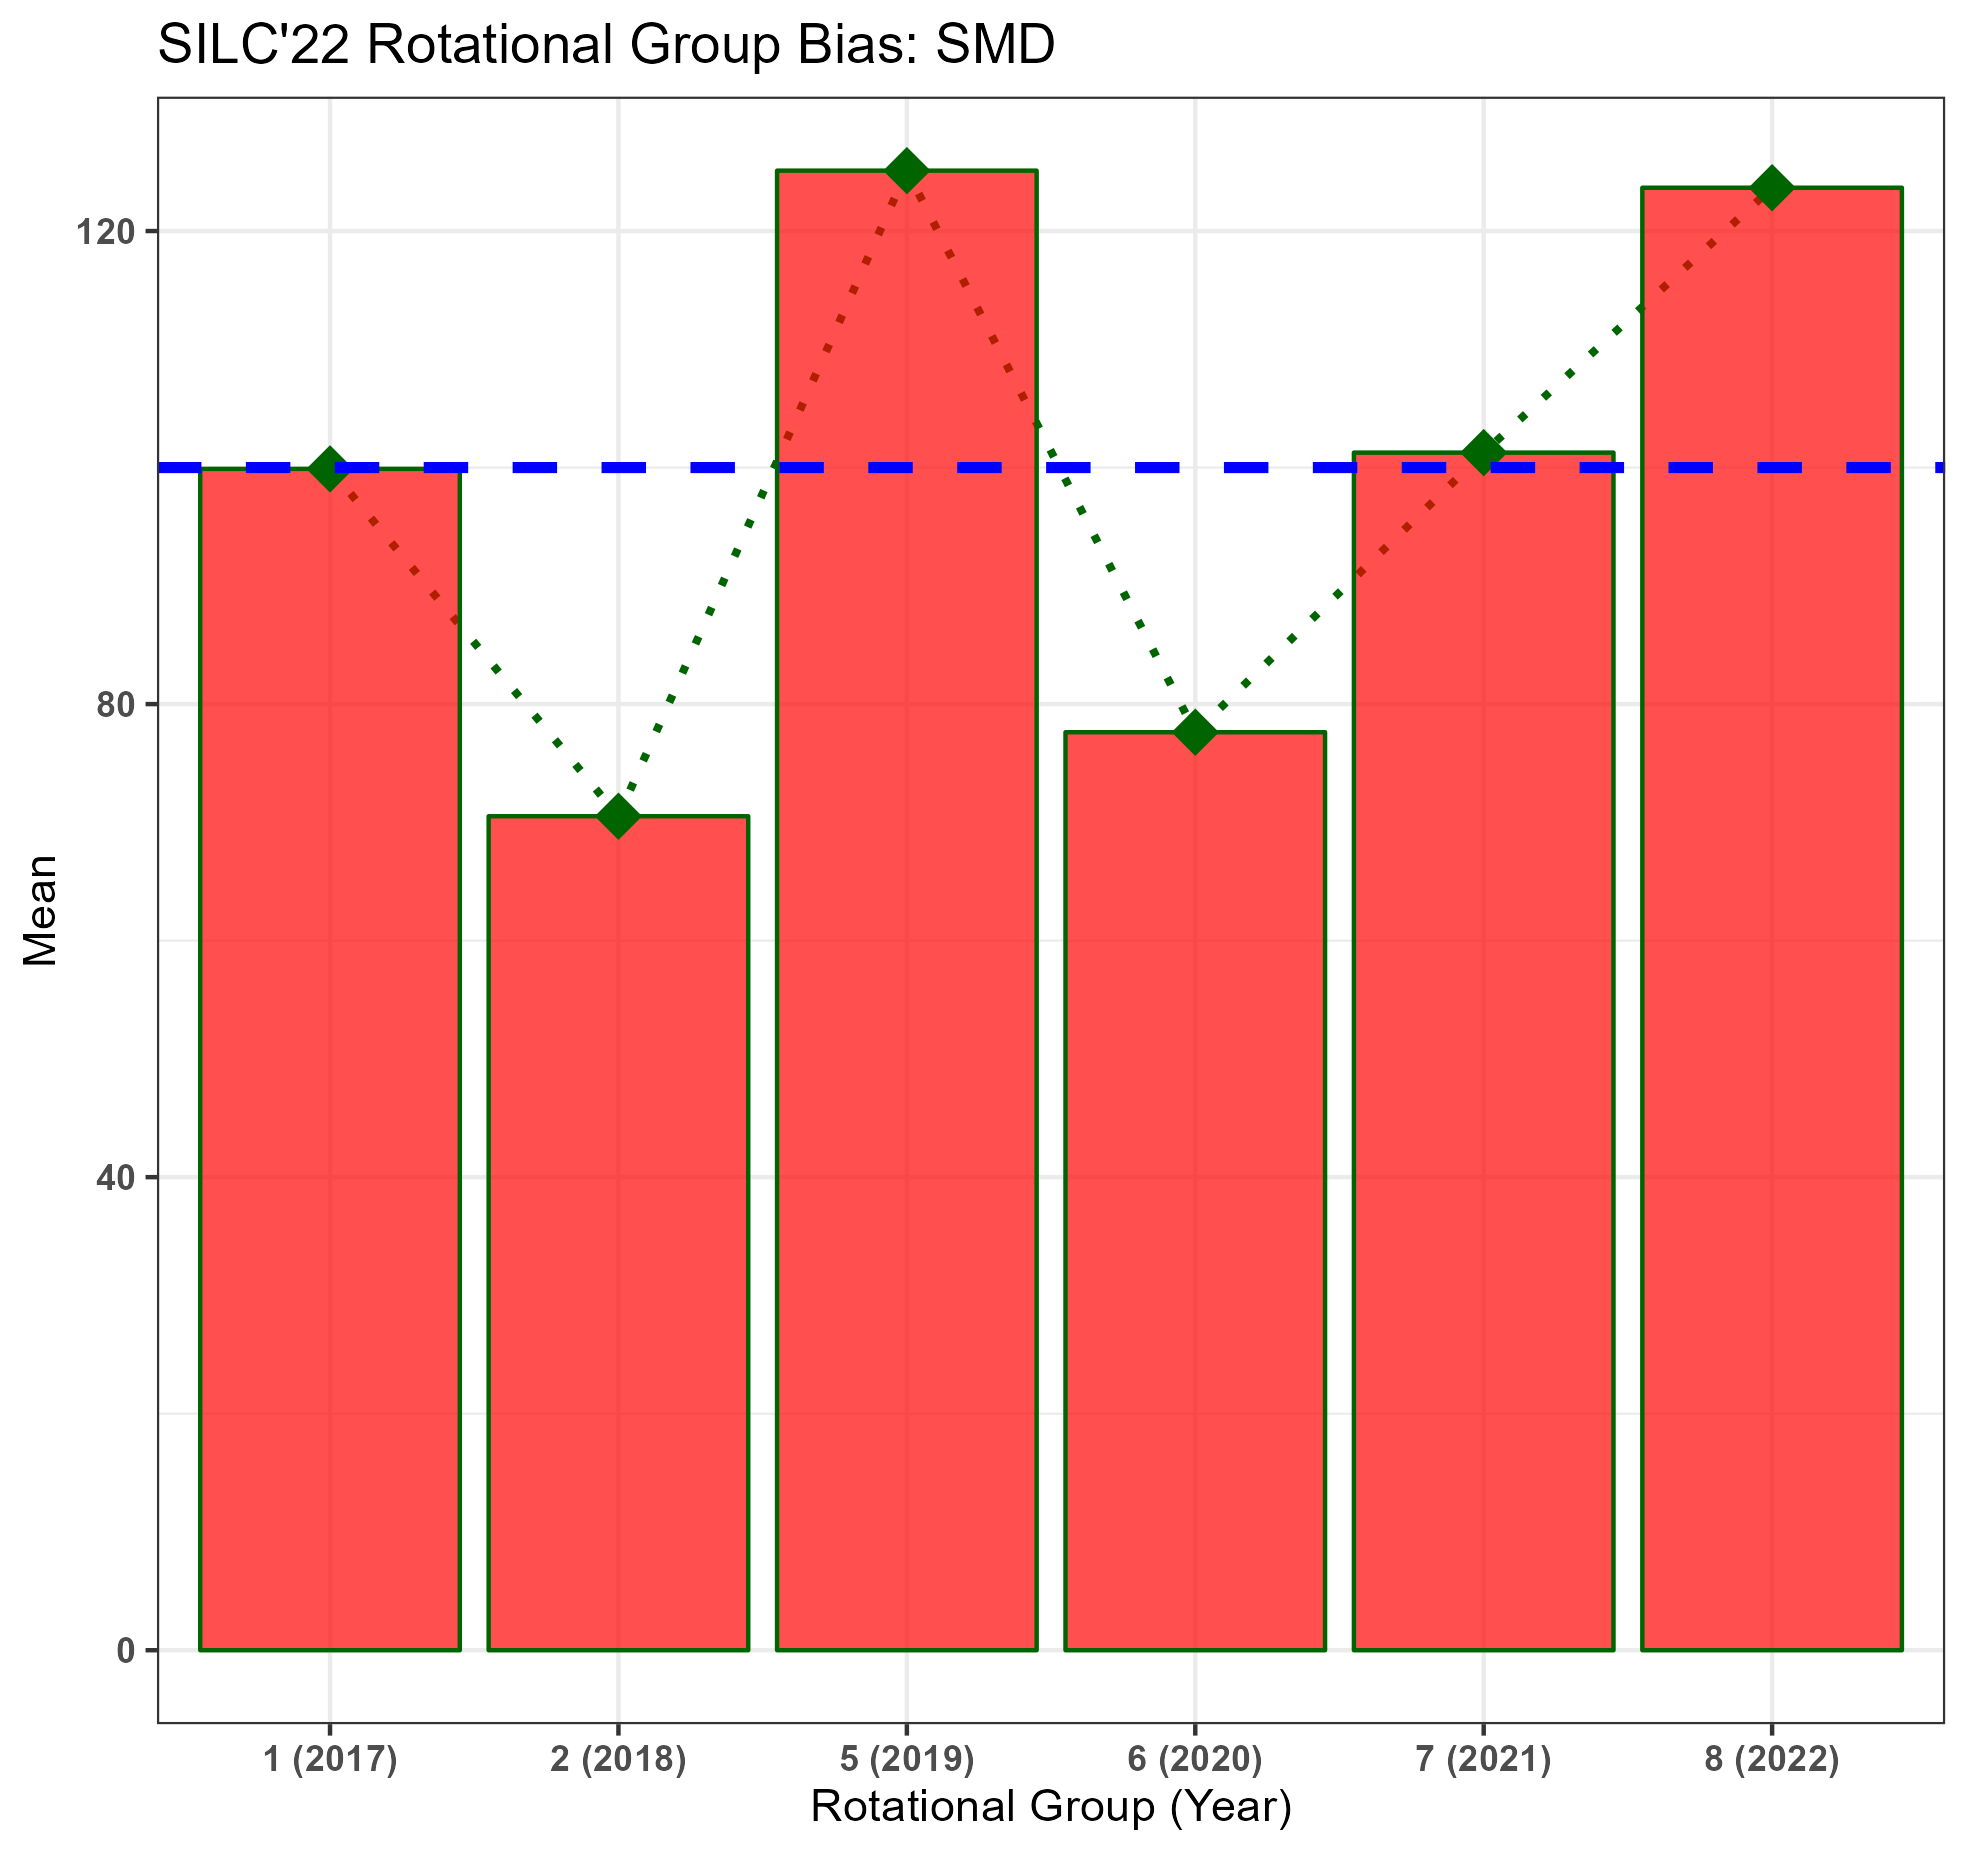 SILC'22 Rotational Group Bias: SMD
120
80
40
0
Mean
1 (2017) 2 (2018) 5 (2019) 6 (2020) 7 (2021) 8 (2022)
Rotational Group (Year)